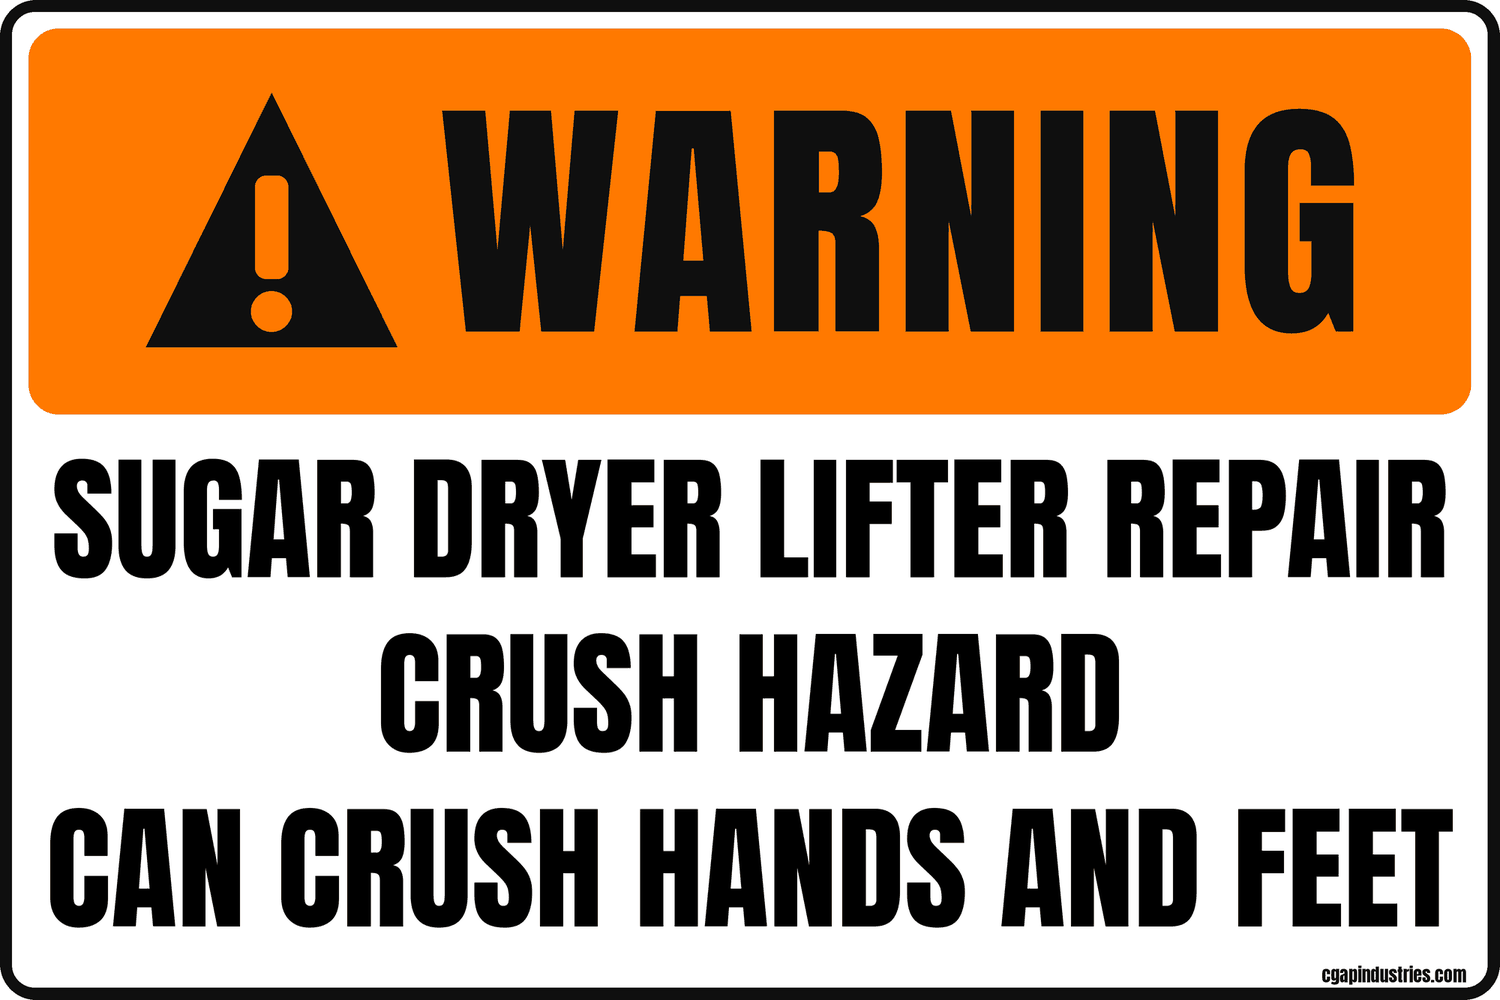 WARNING
SUGAR DRYER LIFTER REPAIR
CRUSH HAZARD
CAN CRUSH HANDS AND FEET
cgapindustries.com